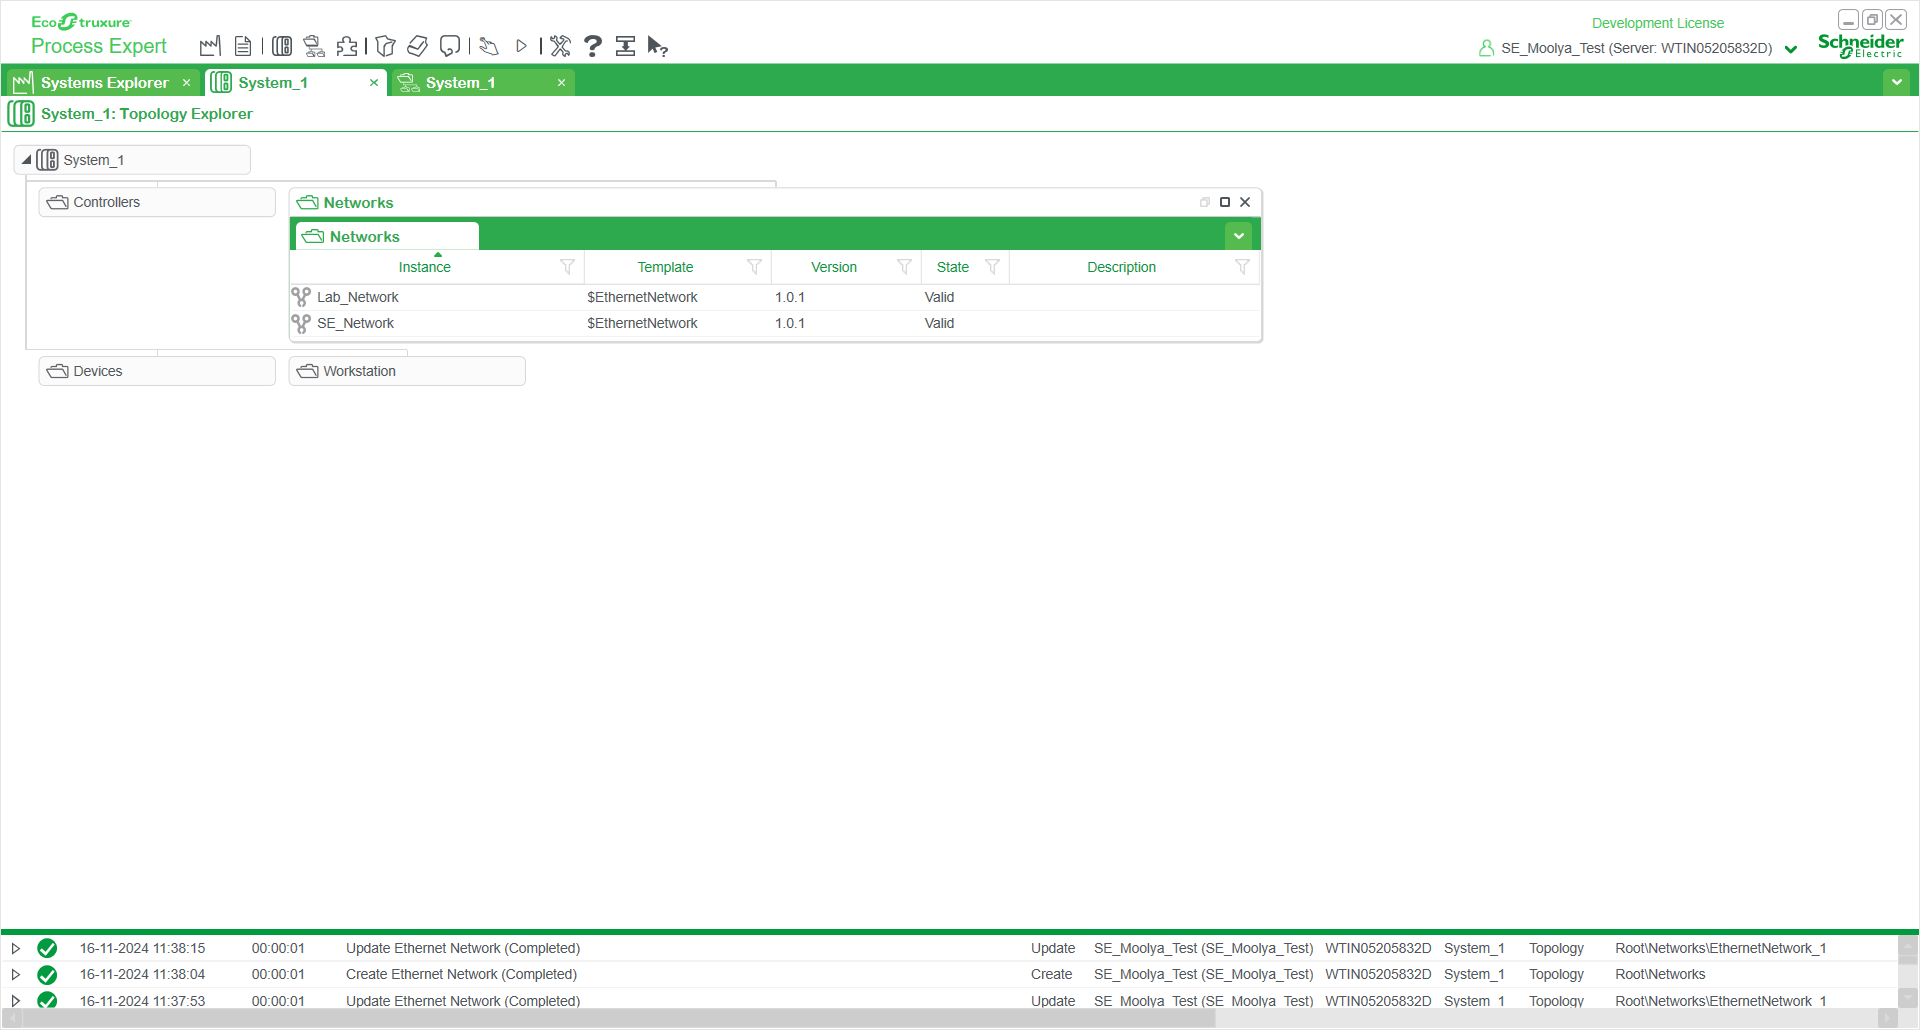 EcoStruxure
Process Expert
Development License
SE_Moolya_Test (Server: WTIN05205832D)
Schneider
Electric
Systems Explorer
System_1
System_1
System_1: Topology Explorer
System_1
Controllers
Networks
Networks
Instance Template Version State Description
Lab_Network $EthernetNetwork 1.0.1 Valid
SE_Network $EthernetNetwork 1.0.1 Valid
Devices
Workstation
16-11-2024 11:38:15 00:00:01 Update Ethernet Network (Completed) Update SE_Moolya_Test (SE_Moolya_Test) WTIN05205832D System_1 Topology Root\Networks\EthernetNetwork_1
16-11-2024 11:38:04 00:00:01 Create Ethernet Network (Completed) Create SE_Moolya_Test (SE_Moolya_Test) WTIN05205832D System_1 Topology Root\Networks
16-11-2024 11:37:53 00:00:01 Update Ethernet Network (Completed) Update SE_Moolya_Test (SE_Moolya_Test) WTIN05205832D System_1 Topology Root\Networks\EthernetNetwork_1